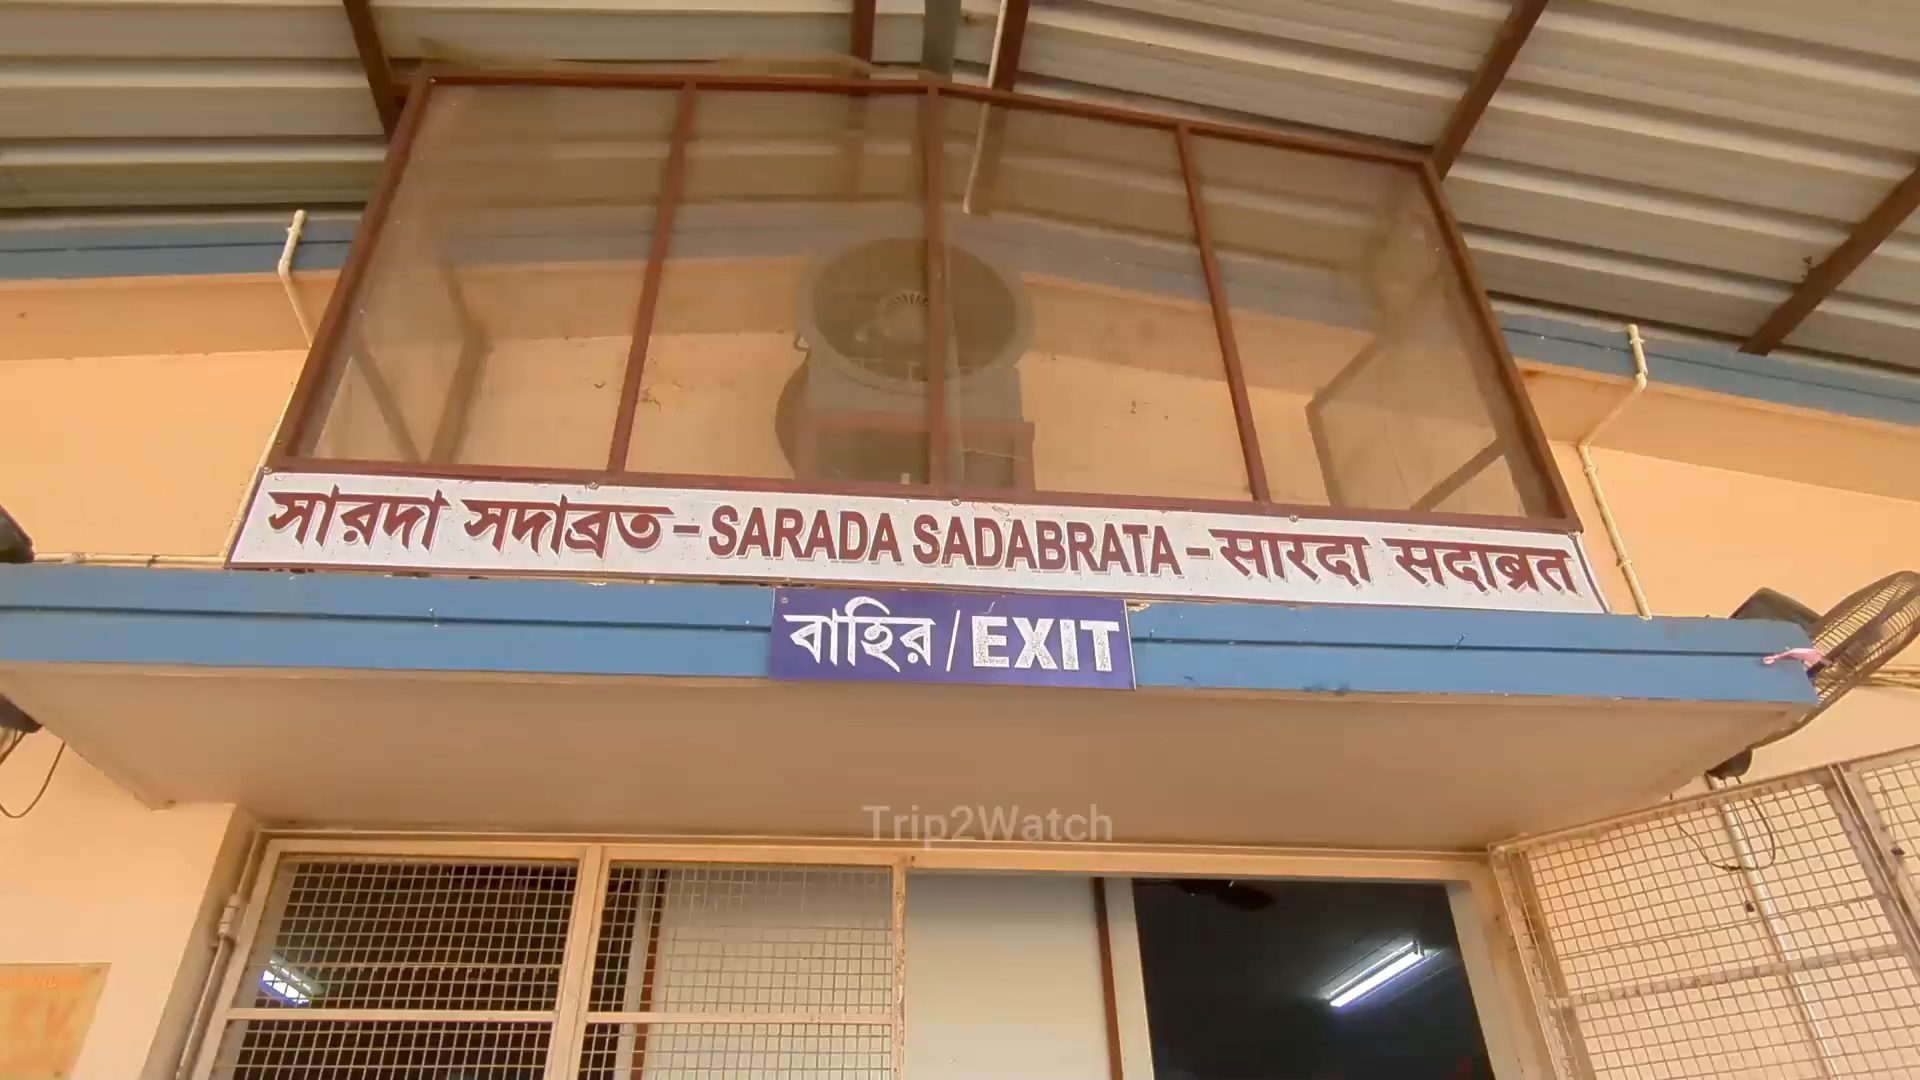 সারদা সদাব্রত - SARADA SADABRATA - सारदा सदाब्रत
বাহির / EXIT
Trip2Watch